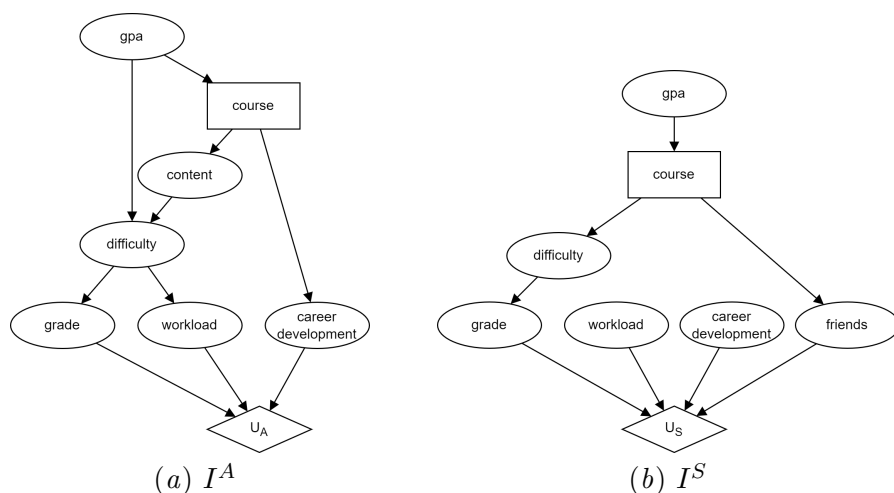 gpa
course
content
difficulty
grade
workload
career
development
U_A
(a) I^A
gpa
course
difficulty
grade
workload
career
development
friends
U_S
(b) I^S